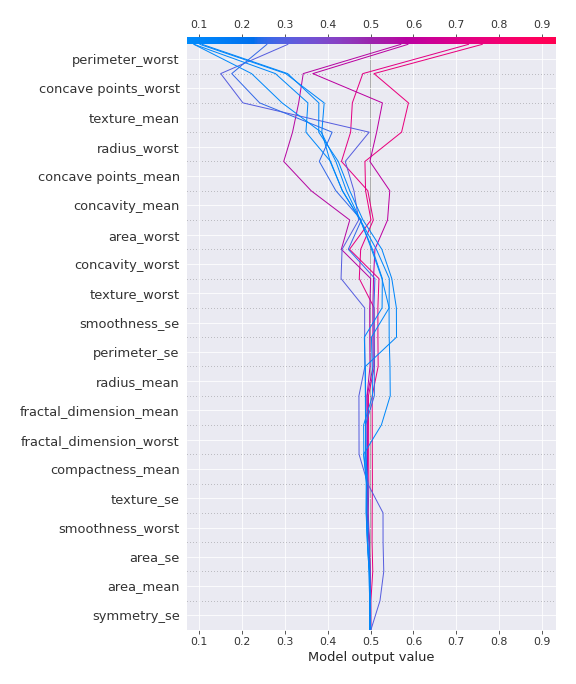 0.1 0.2 0.3 0.4 0.5 0.6 0.7 0.8 0.9
perimeter_worst
concave points_worst
texture_mean
radius_worst
concave points_mean
concavity_mean
area_worst
concavity_worst
texture_worst
smoothness_se
perimeter_se
radius_mean
fractal_dimension_mean
fractal_dimension_worst
compactness_mean
texture_se
smoothness_worst
area_se
area_mean
symmetry_se
0.1 0.2 0.3 0.4 0.5 0.6 0.7 0.8 0.9
Model output value